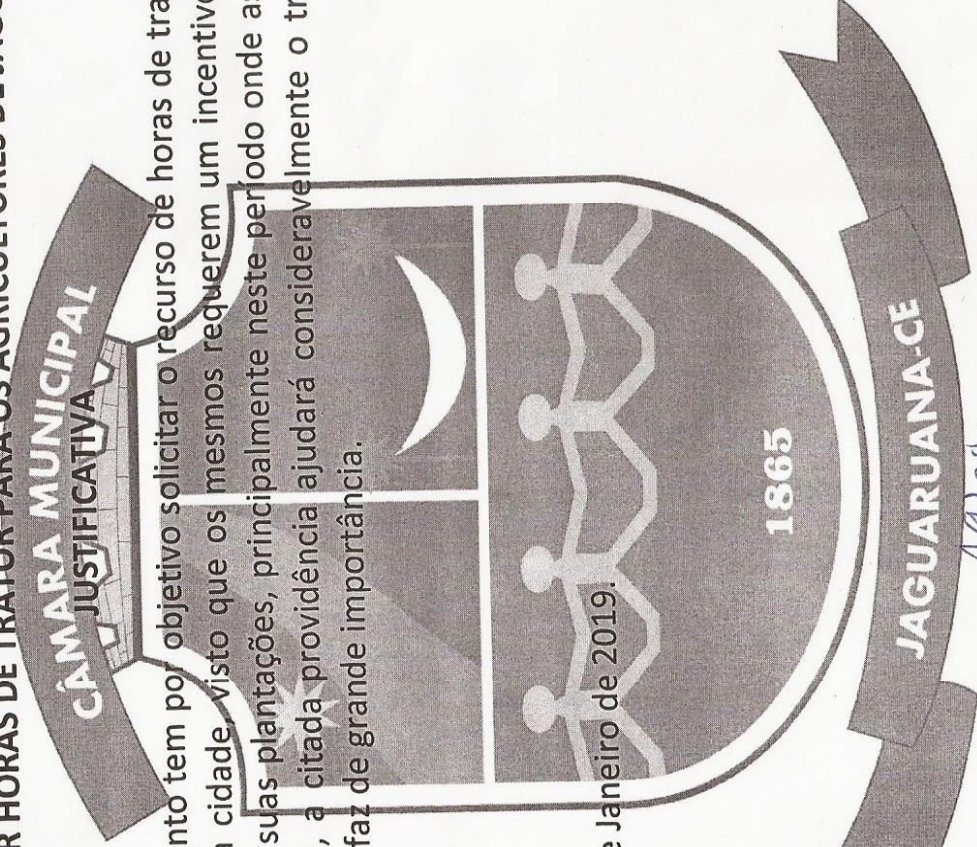 R HORAS DE TRATOR PARA OS AGRICULTORES DE
CÂMARA MUNICIPAL
JUSTIFICATIVA
nto tem por objetivo solicitar o recurso de horas de tra
cidade, visto que os mesmos requerem um incentivo
suas plantações, principalmente neste período onde as
, a citada providência ajudará consideravelmente o tr
faz de grande importância.
e Janeiro de 2019.
1865
JAGUARUANA-CE